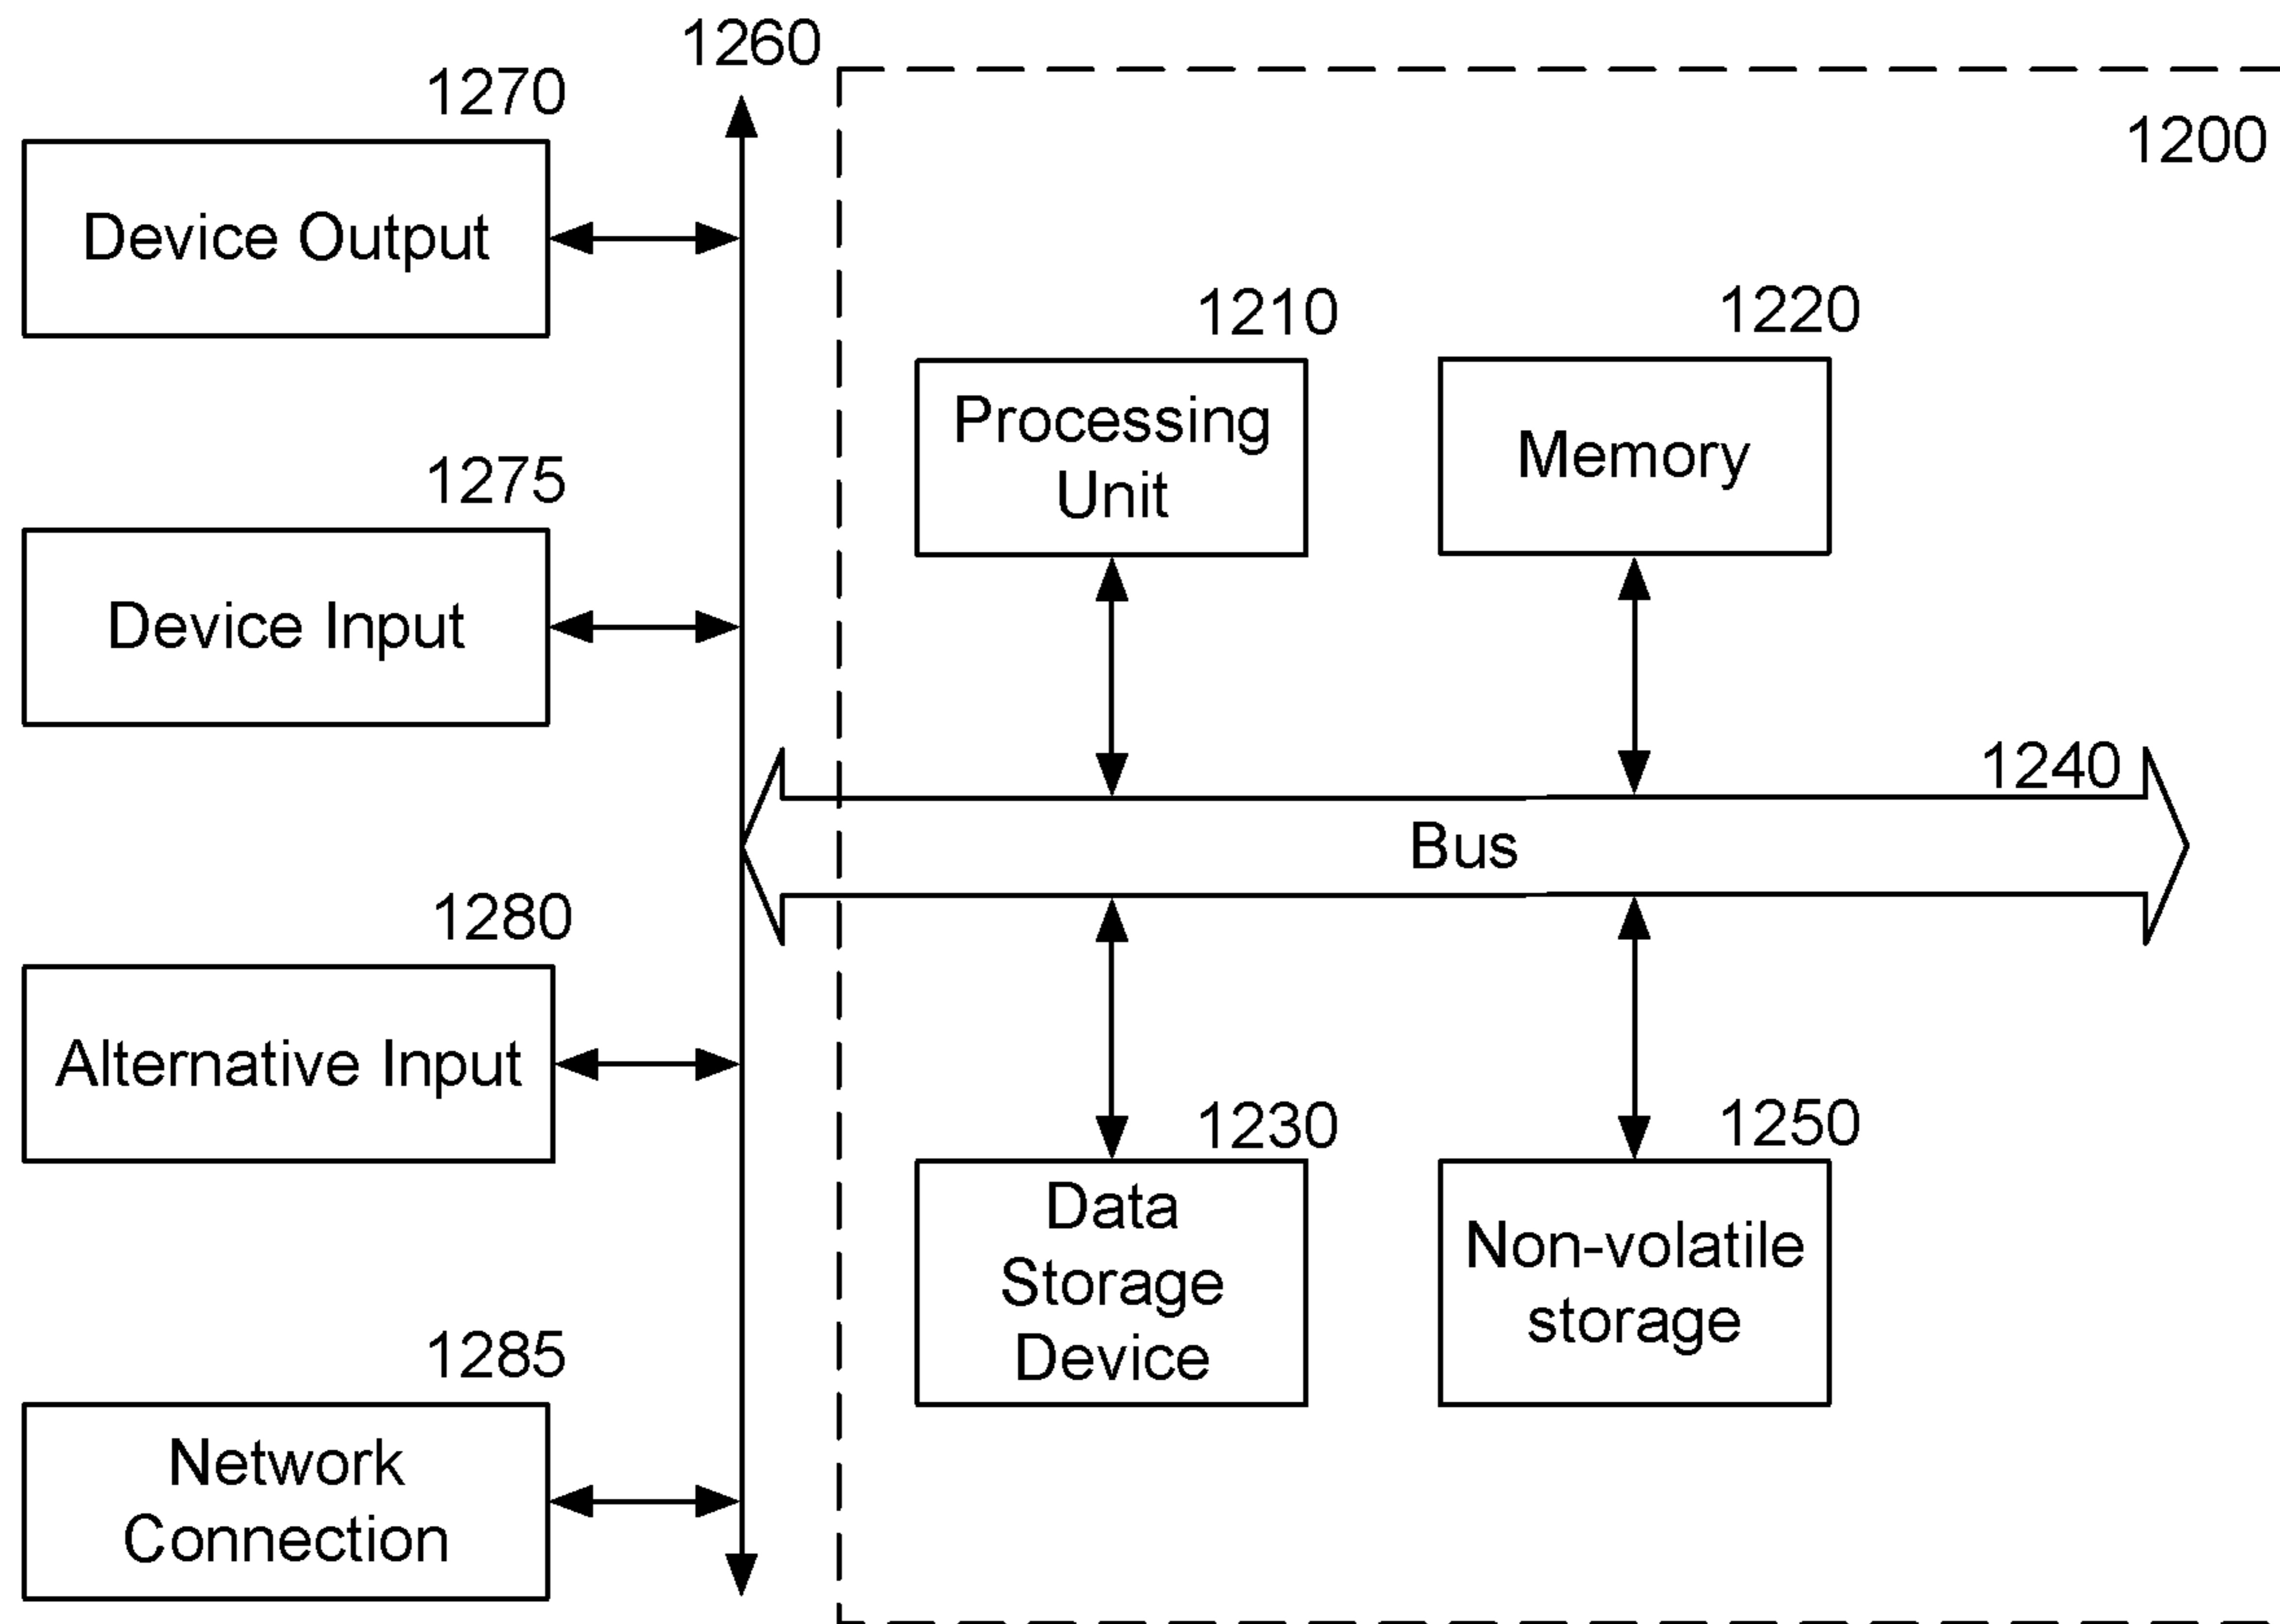 1260
1270
1200
Device Output
1210
1220
Processing
Unit
Memory
1275
Device Input
1240
Bus
1280
Alternative Input
1230
1250
Data
Storage
Device
Non-volatile
storage
1285
Network
Connection